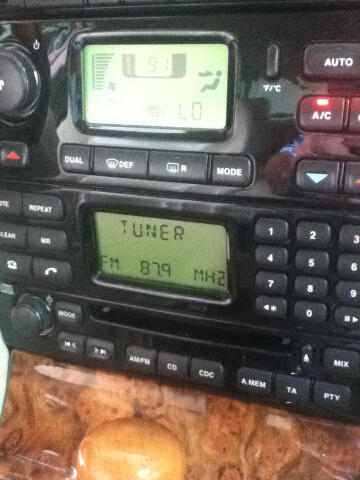 AUTO
91
LO
LO
°F/°C
A/C
DUAL
DEF
R
MODE
REPEAT
TUNER
FM 87.9 MHZ
1 2 3
4 5 6
7 8 9
◄* 0 #►
CLEAR
M/R
MODE
AM/FM
CD
CDC
A.MEM
TA
PTY
MIX